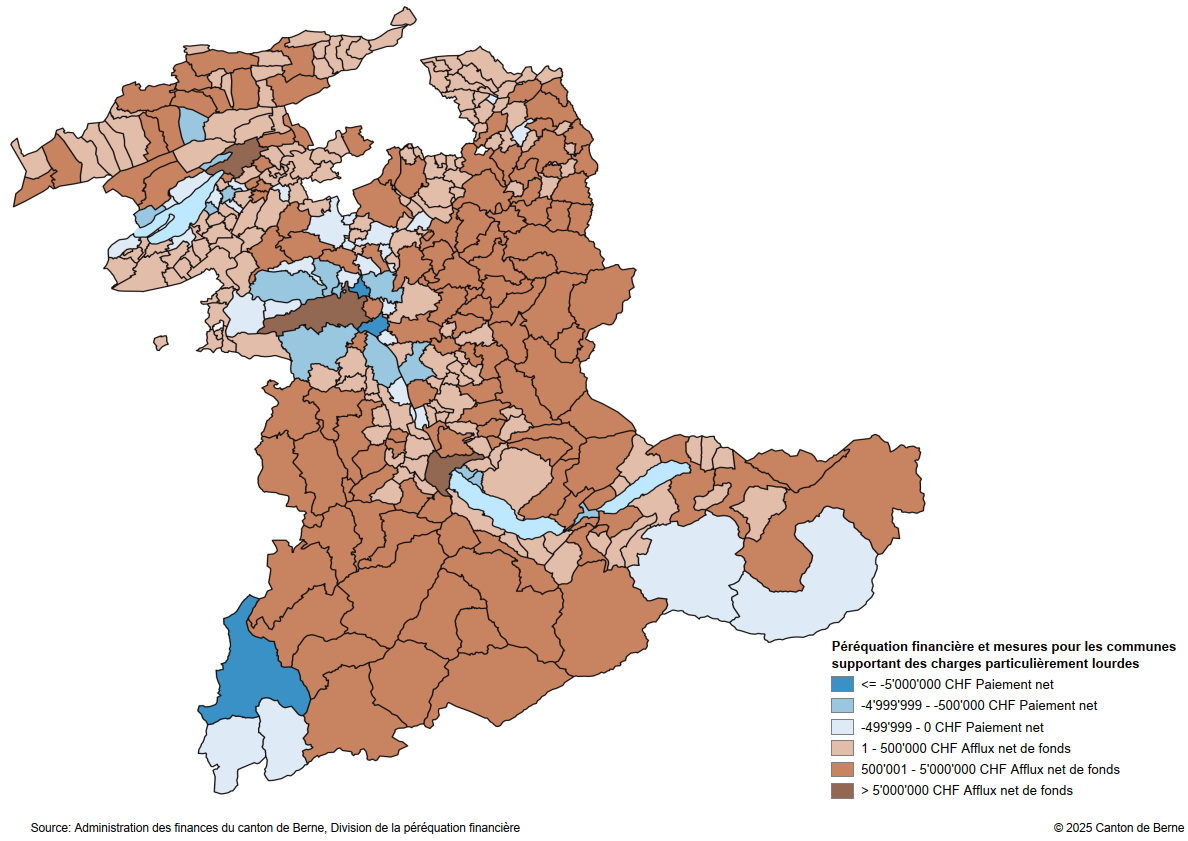 Péréquation financière et mesures pour les communes
supportant des charges particulièrement lourdes
<= -5'000'000 CHF Paiement net
-4'999'999 - -500'000 CHF Paiement net
-499'999 - 0 CHF Paiement net
1 - 500'000 CHF Afflux net de fonds
500'001 - 5'000'000 CHF Afflux net de fonds
> 5'000'000 CHF Afflux net de fonds
Source: Administration des finances du canton de Berne, Division de la péréquation financière
© 2025 Canton de Berne